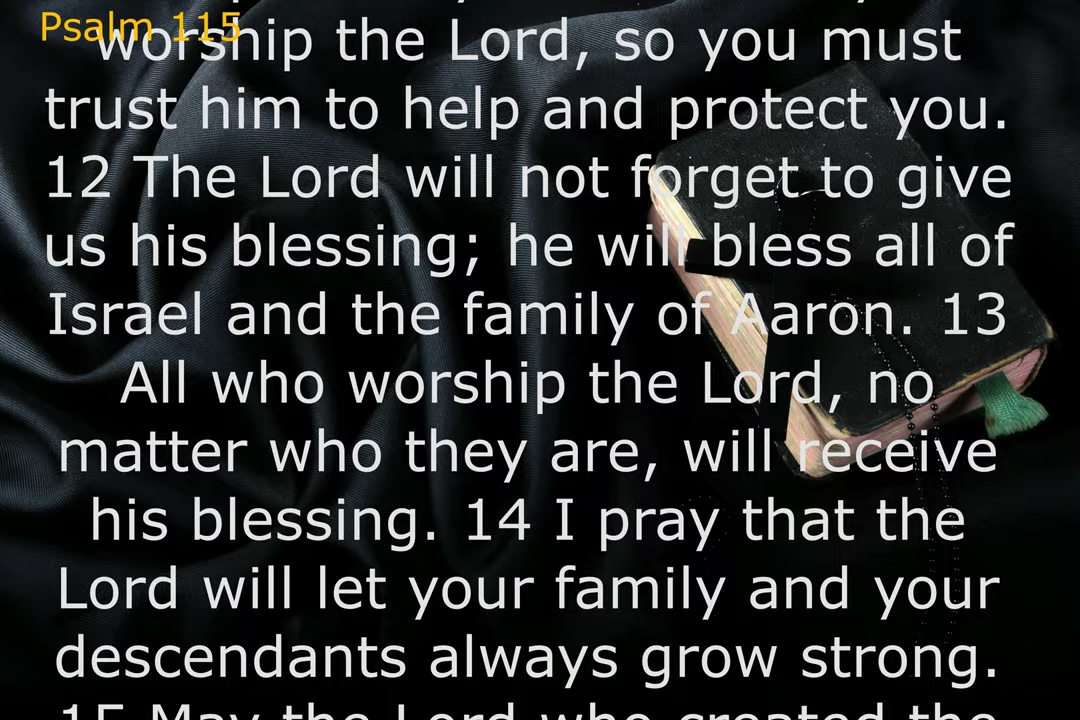 Psalm 115
worship the Lord, so you must
trust him to help and protect you.
12 The Lord will not forget to give
us his blessing; he will bless all of
Israel and the family of Aaron. 13
All who worship the Lord, no
matter who they are, will receive
his blessing. 14 I pray that the
Lord will let your family and your
descendants always grow strong.
15 May the Lord who created the